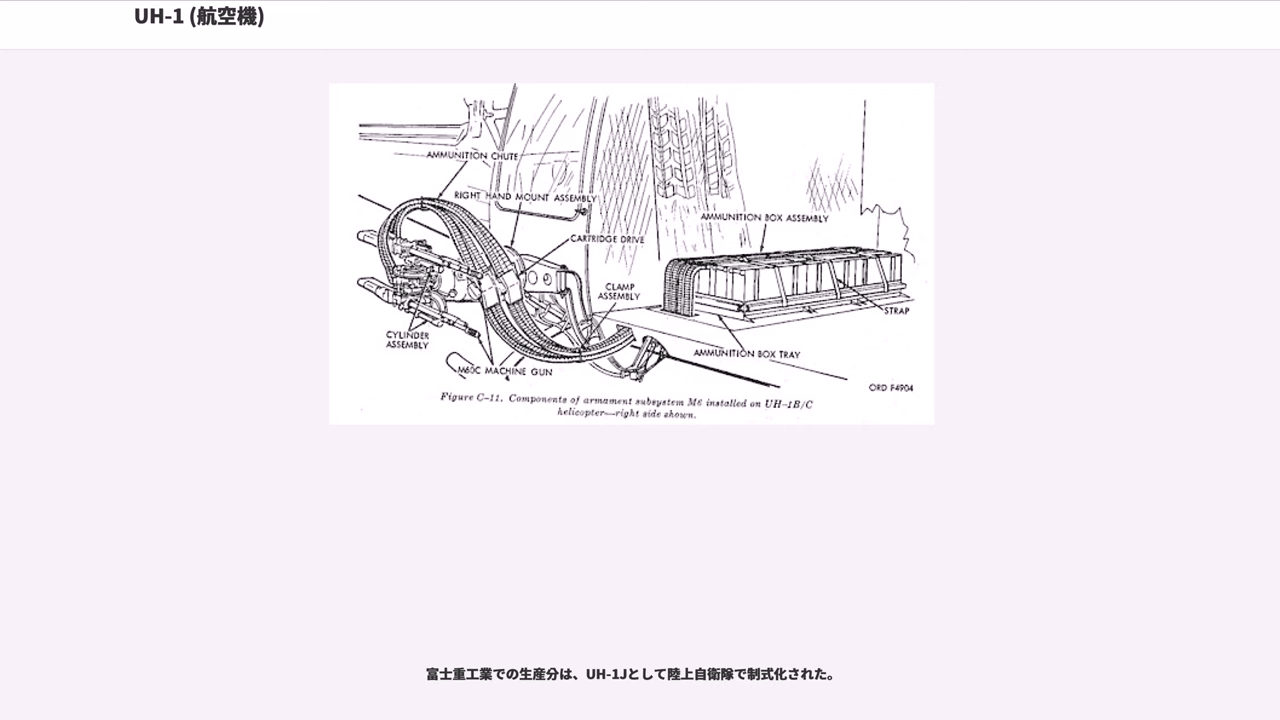 UH-1 (航空機)
AMMUNITION CHUTE
RIGHT HAND MOUNT ASSEMBLY
AMMUNITION BOX ASSEMBLY
CARTRIDGE DRIVE
CLAMP
ASSEMBLY
STRAP
CYLINDER
ASSEMBLY
AMMUNITION BOX TRAY
M60C MACHINE GUN
ORD F4904
Figure C-11. Components of armament subsystem M6 installed on UH-1B/C
helicopter—right side shown.
富士重工業での生産分は、UH-1Jとして陸上自衛隊で制式化された。